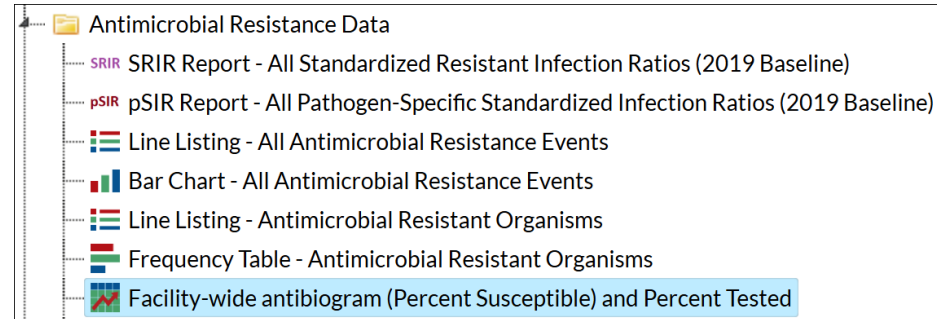 Antimicrobial Resistance Data
SRIR SRIR Report - All Standardized Resistant Infection Ratios (2019 Baseline)
pSIR pSIR Report - All Pathogen-Specific Standardized Infection Ratios (2019 Baseline)
Line Listing - All Antimicrobial Resistance Events
Bar Chart - All Antimicrobial Resistance Events
Line Listing - Antimicrobial Resistant Organisms
Frequency Table - Antimicrobial Resistant Organisms
Facility-wide antibiogram (Percent Susceptible) and Percent Tested